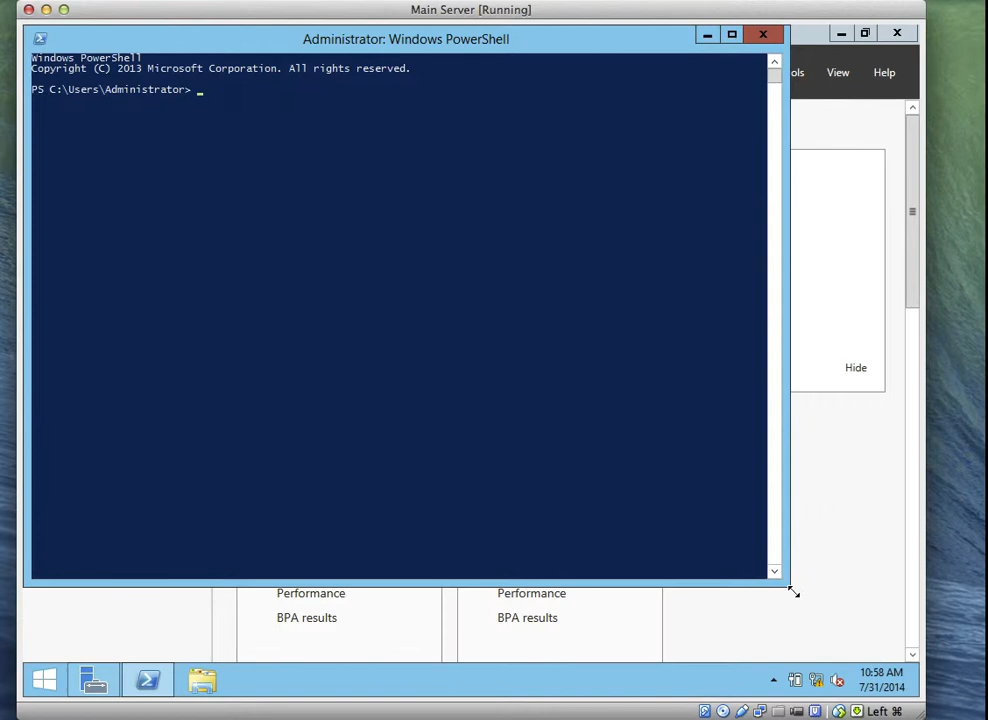 Main Server [Running]
Administrator: Windows PowerShell
Windows PowerShell
Copyright (C) 2013 Microsoft Corporation. All rights reserved.
PS C:\Users\Administrator> _
ols View Help
Hide
Performance
BPA results
Performance
BPA results
10:58 AM
7/31/2014
Left ⌘